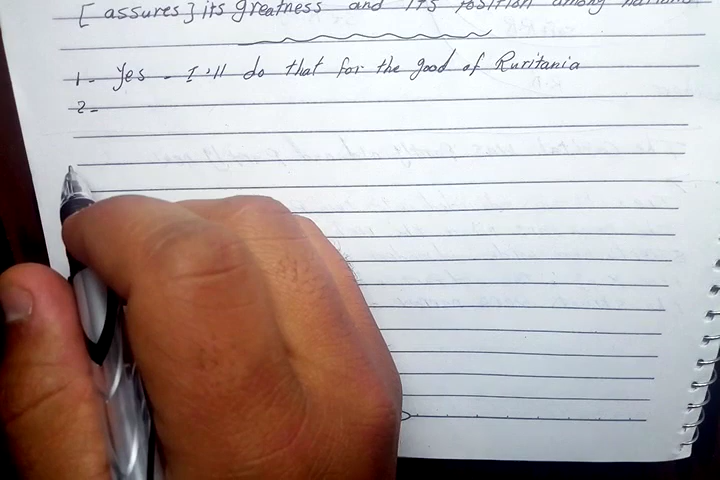 [ assures ] its greatness and its position among nations
1- Yes - I'll do that for the good of Ruritania
2-